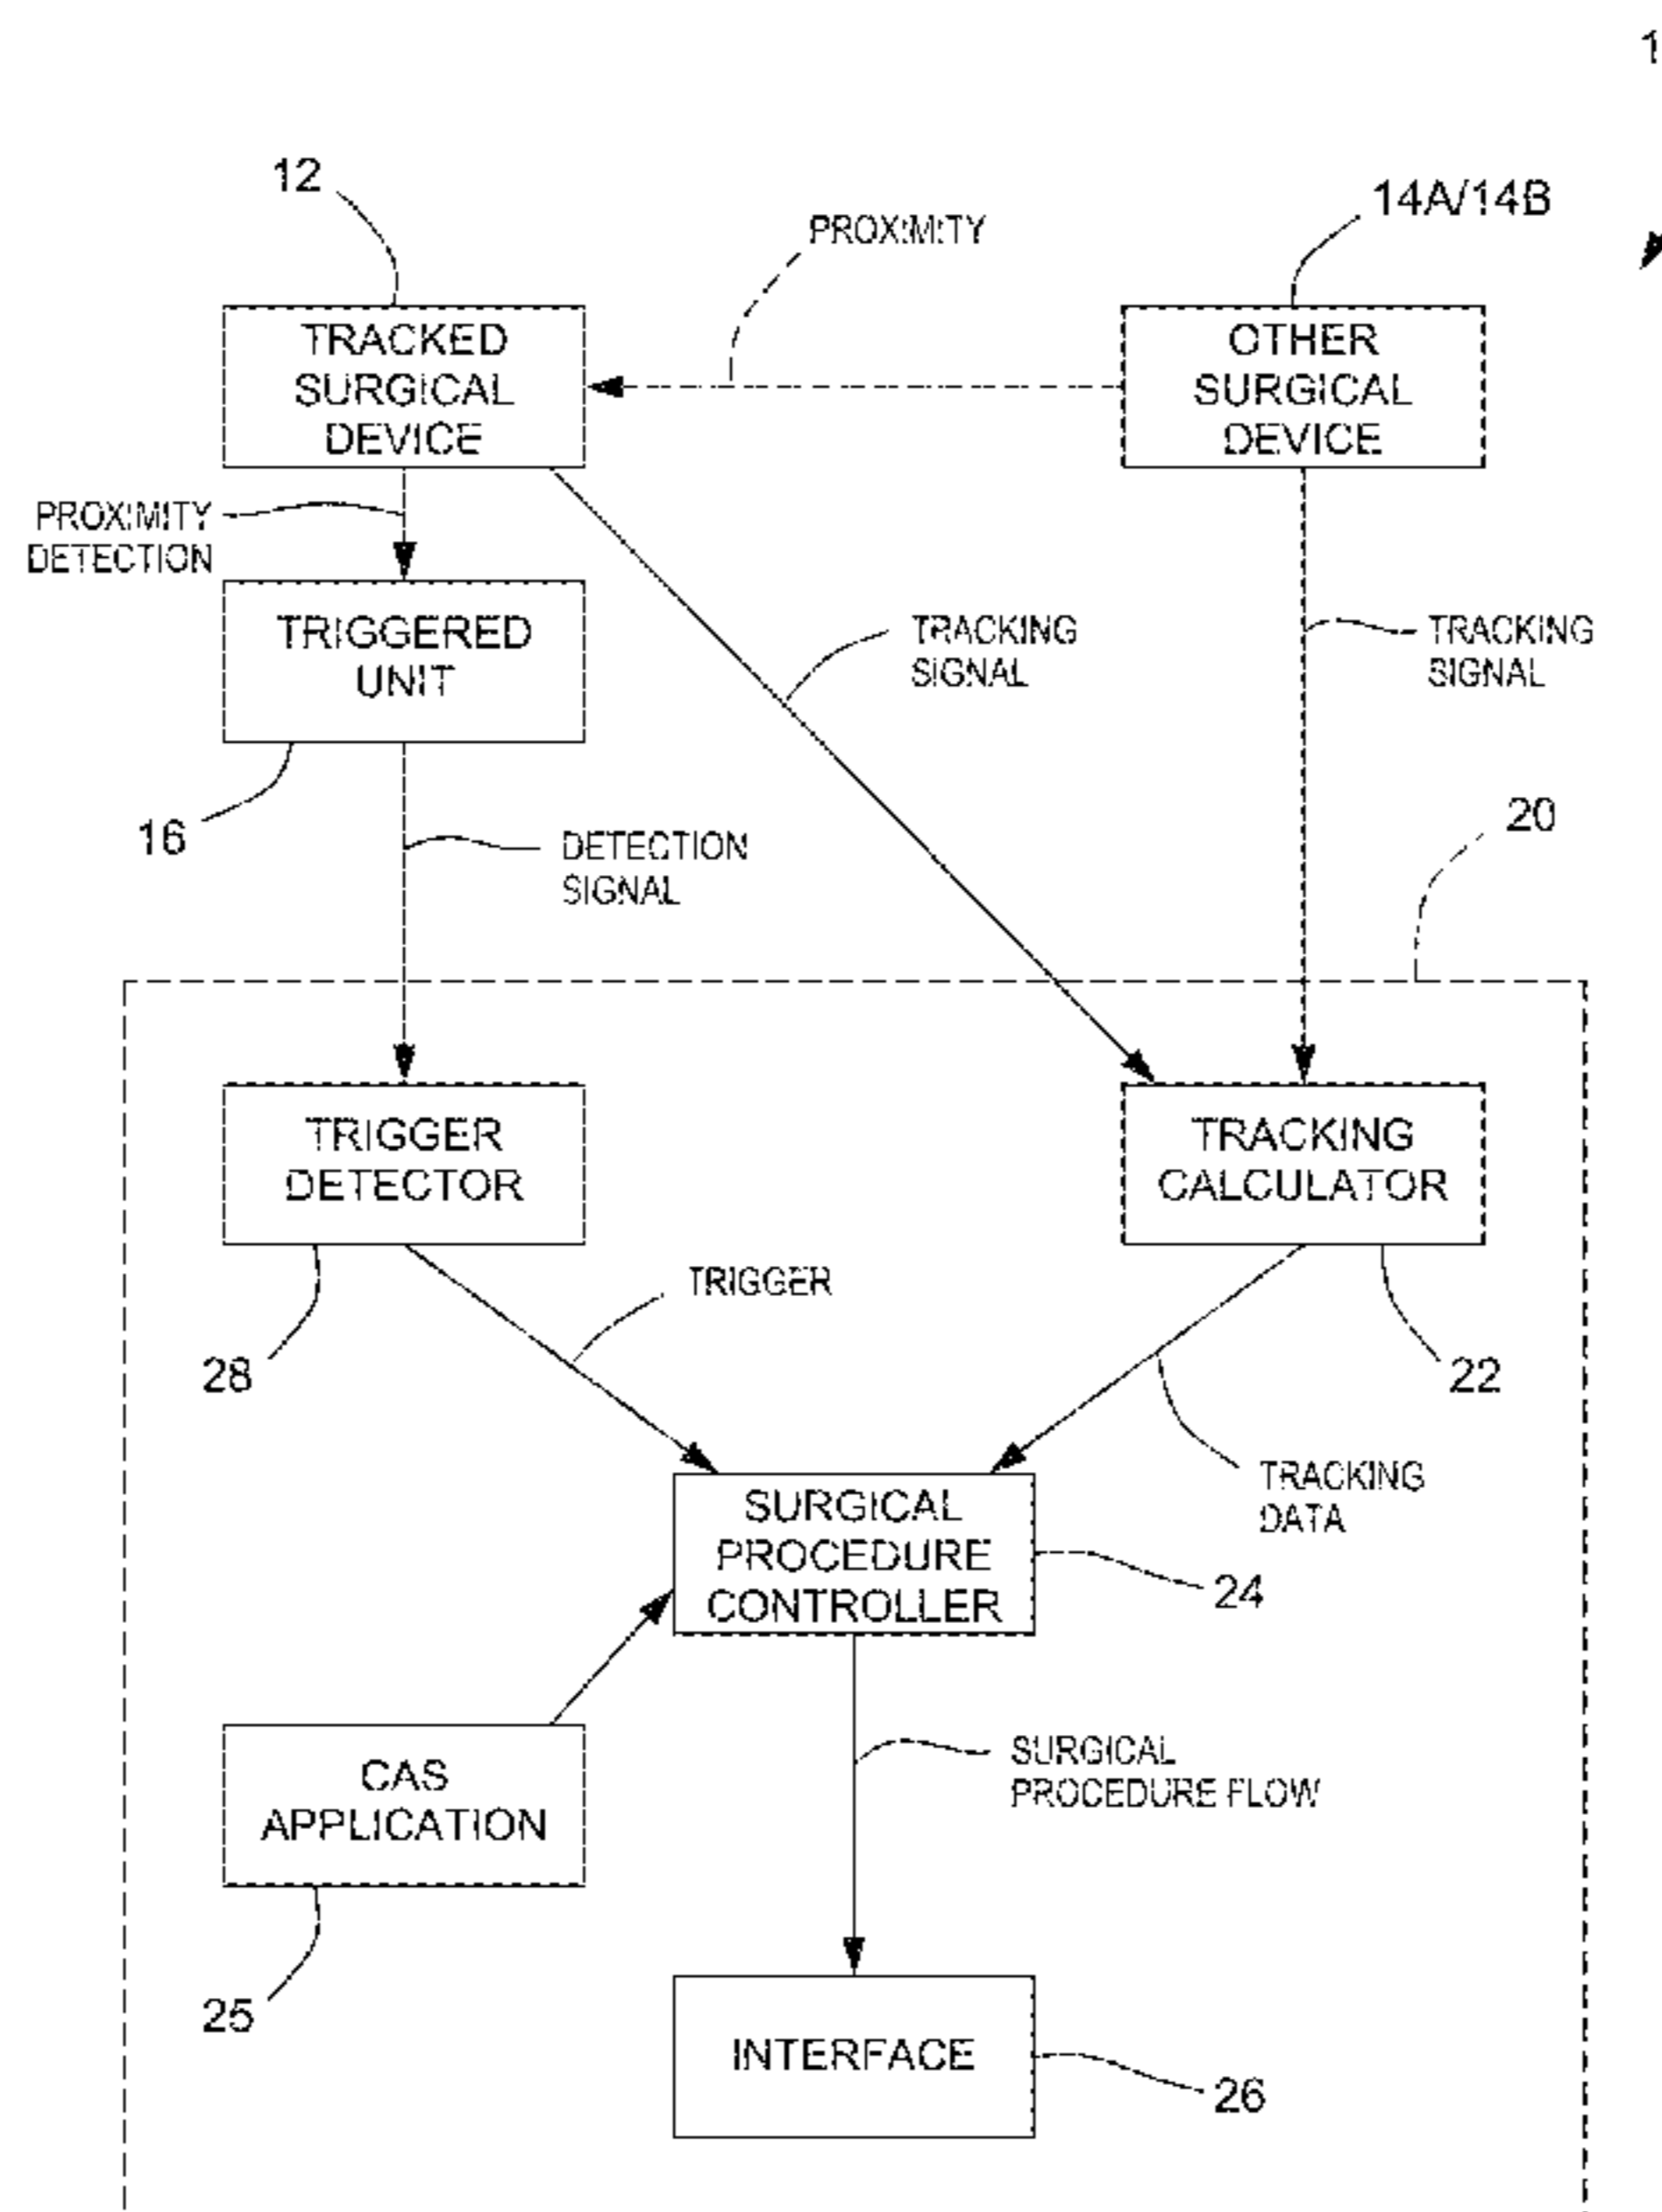 1
12
14A/14B
PROXIMITY
TRACKED
SURGICAL
DEVICE
OTHER
SURGICAL
DEVICE
PROXIMITY
DETECTION
TRIGGERED
UNIT
TRACKING
SIGNAL
TRACKING
SIGNAL
16
DETECTION
SIGNAL
20
TRIGGER
DETECTOR
TRACKING
CALCULATOR
TRIGGER
28
22
TRACKING
DATA
SURGICAL
PROCEDURE
CONTROLLER
24
CAS
APPLICATION
SURGICAL
PROCEDURE FLOW
25
INTERFACE
26